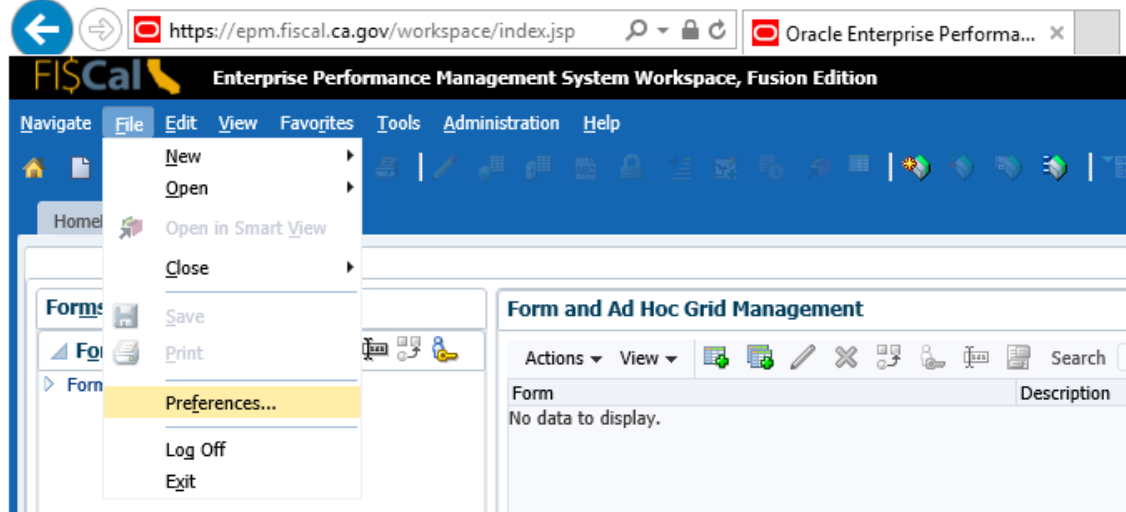 https://epm.fiscal.ca.gov/workspace/index.jsp
Oracle Enterprise Performa...
FI$Cal Enterprise Performance Management System Workspace, Fusion Edition
Navigate File Edit View Favorites Tools Administration Help
New
Open
Home
Open in Smart View
Close
Forms
Form and Ad Hoc Grid Management
Save
Fo
Print
Actions View Search
Form
Preferences...
Form Description
No data to display.
Log Off
Exit